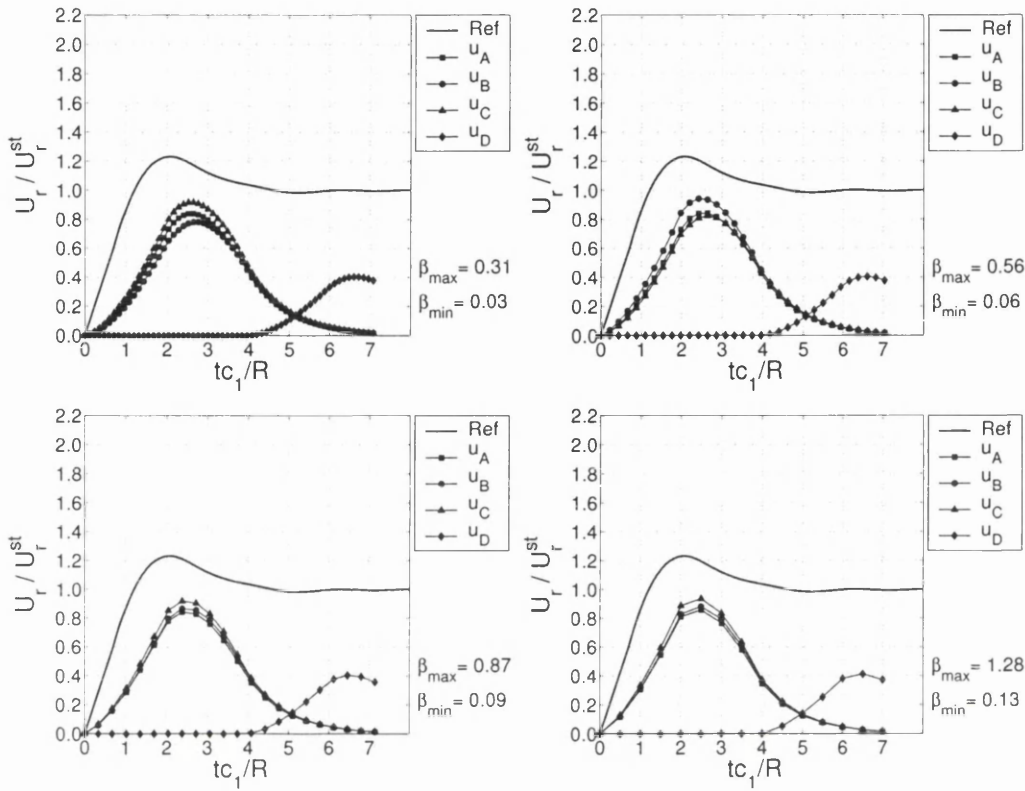 2.2
2.0
1.8
1.6
1.4
1.2
1.0
0.8
0.6
0.4
0.2
0.0
U_r / U_r^st
0 1 2 3 4 5 6 7
tc_1/R
Ref
u_A
u_B
u_C
u_D
β_max = 0.31
β_min = 0.03
2.2
2.0
1.8
1.6
1.4
1.2
1.0
0.8
0.6
0.4
0.2
0.0
U_r / U_r^st
0 1 2 3 4 5 6 7
tc_1/R
Ref
u_A
u_B
u_C
u_D
β_max = 0.56
β_min = 0.06
2.2
2.0
1.8
1.6
1.4
1.2
1.0
0.8
0.6
0.4
0.2
0.0
U_r / U_r^st
0 1 2 3 4 5 6 7
tc_1/R
Ref
u_A
u_B
u_C
u_D
β_max = 0.87
β_min = 0.09
2.2
2.0
1.8
1.6
1.4
1.2
1.0
0.8
0.6
0.4
0.2
0.0
U_r / U_r^st
0 1 2 3 4 5 6 7
tc_1/R
Ref
u_A
u_B
u_C
u_D
β_max = 1.28
β_min = 0.13